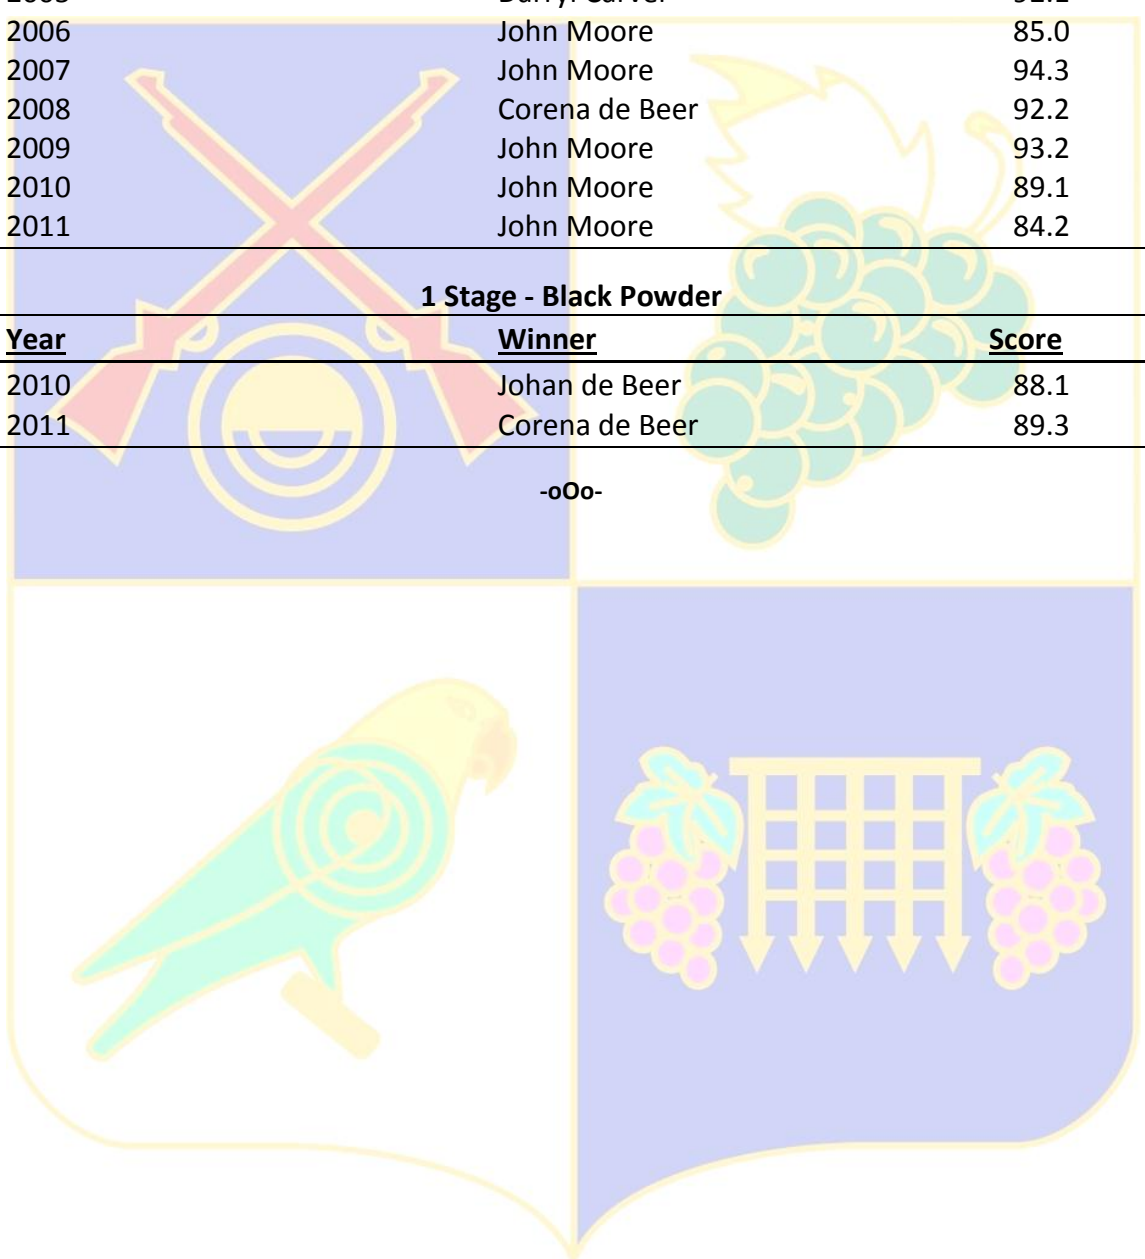 2006 John Moore 85.0
2007 John Moore 94.3
2008 Corena de Beer 92.2
2009 John Moore 93.2
2010 John Moore 89.1
2011 John Moore 84.2
1 Stage - Black Powder
Year Winner Score
2010 Johan de Beer 88.1
2011 Corena de Beer 89.3
-oOo-